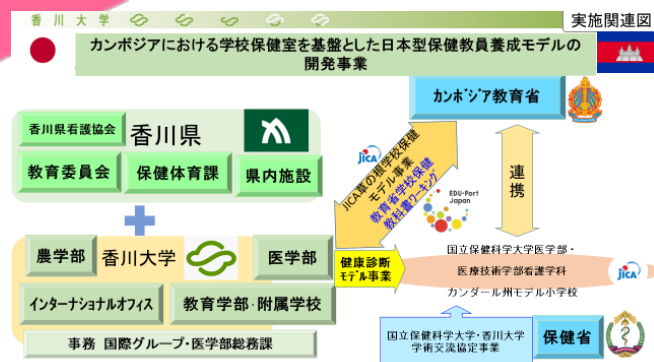 香川大学
実施関連図
カンボジアにおける学校保健室を基盤とした日本型保健教員養成モデルの
開発事業
カンボジア教育省
香川県看護協会
香川県
教育委員会
保健体育課
県内施設
JICA
JICA草の根学校保健
モデル事業
教育省学校保健
教科書ワーキング
EDU-Port
Japan
連携
農学部
香川大学
医学部
インターナショナルオフィス
教育学部・附属学校
事務 国際グループ・医学部総務課
健康診断
モデル事業
国立保健科学大学医学部・
医療技術学部看護学科
カンダール州モデル小学校
JICA
国立保健科学大学・香川大学
学術交流協定事業
保健省